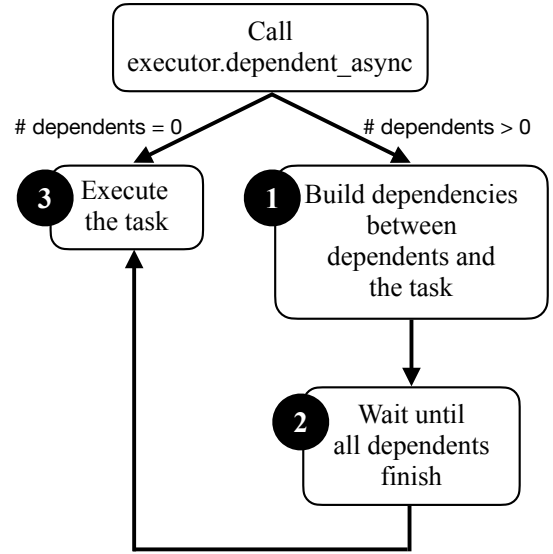 Call
executor.dependent_async
# dependents = 0
# dependents > 0
3
Execute
the task
1
Build dependencies
between
dependents and
the task
2
Wait until
all dependents
finish